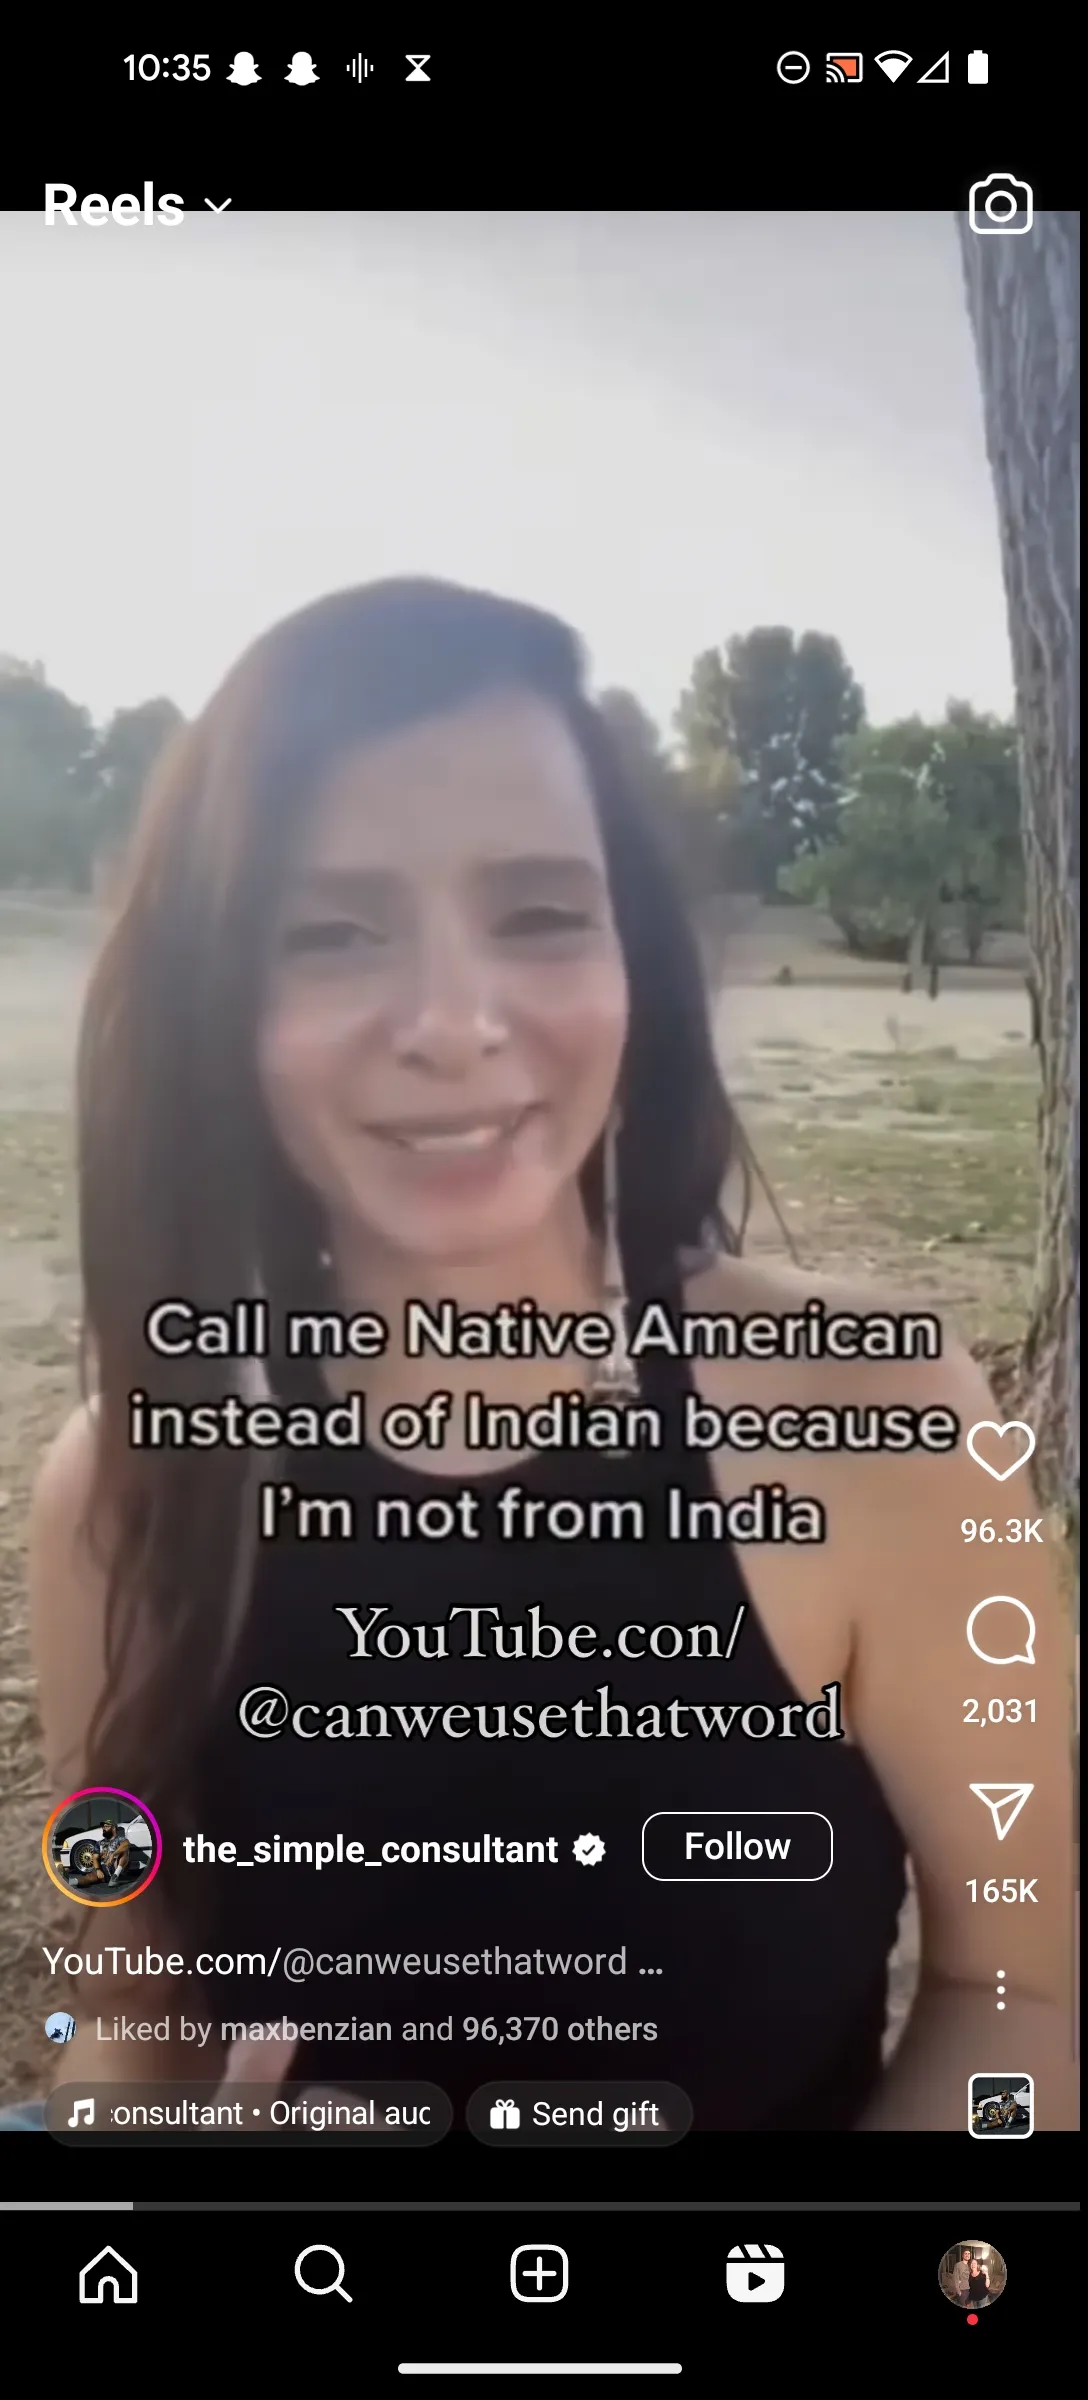 10:35
Reels
Call me Native American
instead of Indian because
I'm not from India
YouTube.con/
@canweusethatword
96.3K
2,031
165K
the_simple_consultant
Follow
YouTube.com/@canweusethatword ...
Liked by maxbenzian and 96,370 others
onsultant • Original aud
Send gift